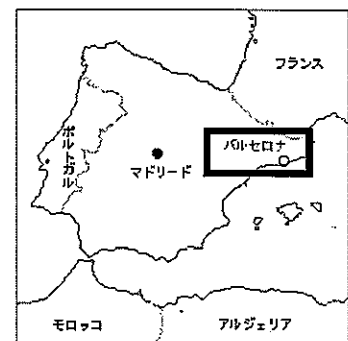 フランス
バルセロナ
ポルトガル
マドリード
モロッコ
アルジェリア